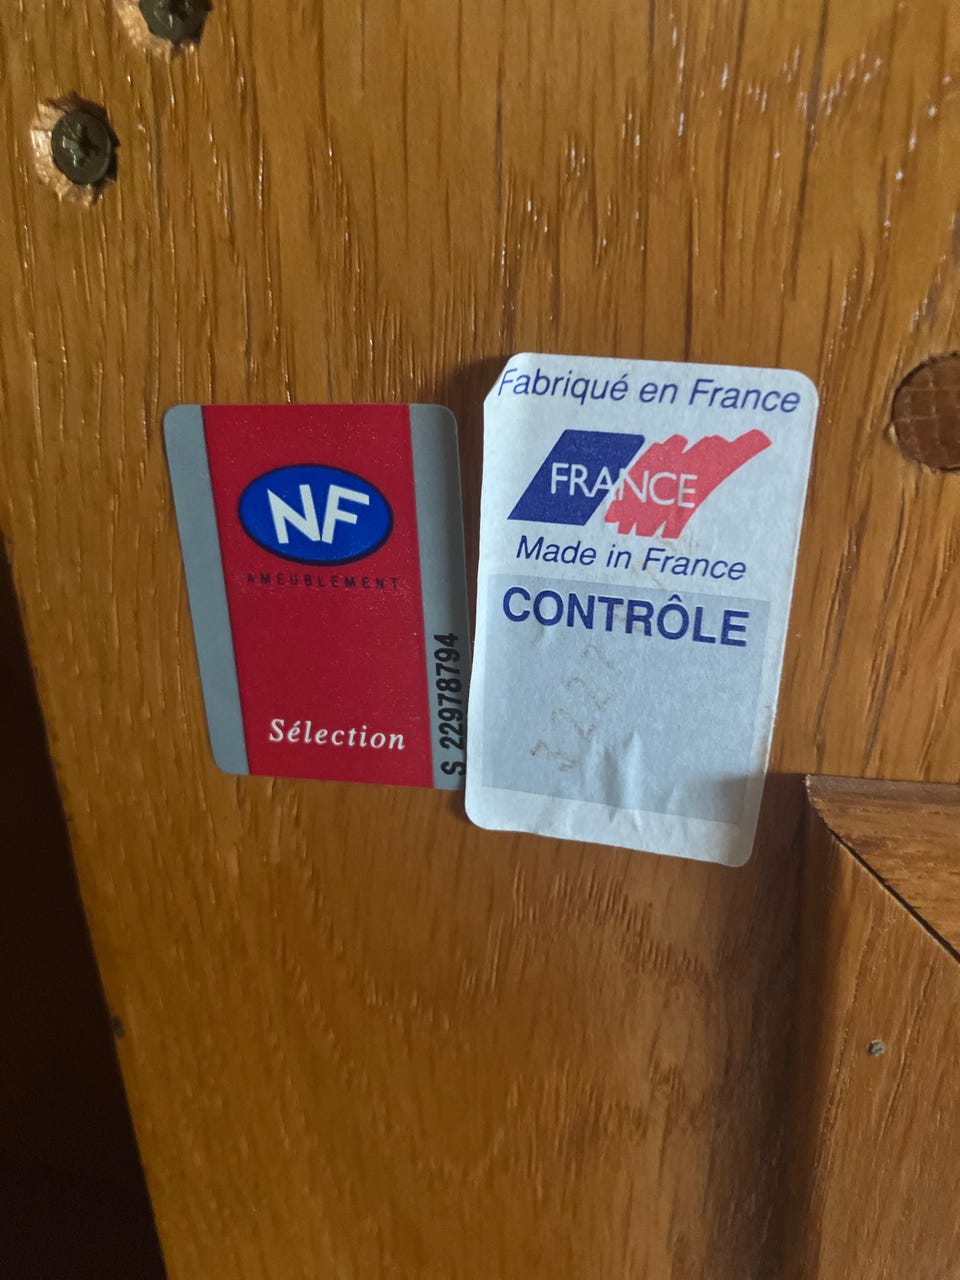 NF
AMEUBLEMENT
Sélection
S 22978794
Fabriqué en France
FRANCE
Made in France
CONTRÔLE